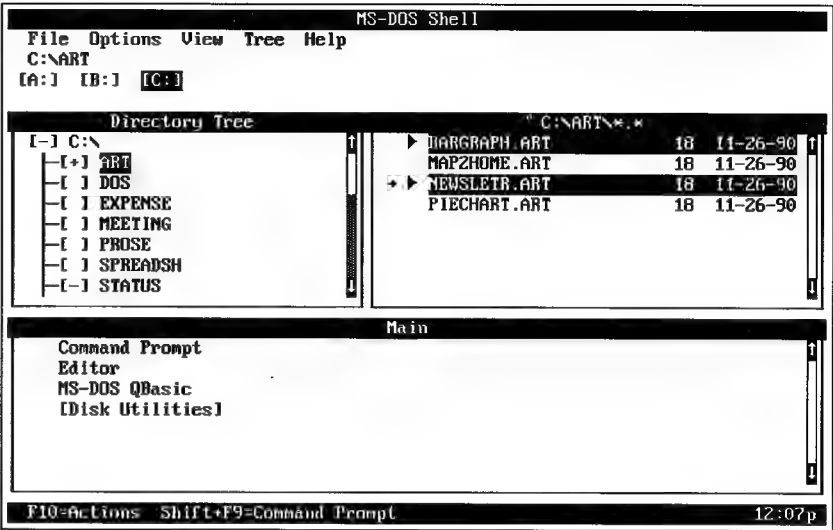 MS-DOS Shell
File Options View Tree Help
C:\ART
[A:] [B:] [C:]
Directory Tree
[-] C:\
[+] ART
[ ] DOS
[ ] EXPENSE
[ ] MEETING
[ ] PROSE
[ ] SPREADSH
[-] STATUS
C:\ART\*.*
BARGRAPH.ART 18 11-26-90
MAP2HOME.ART 18 11-26-90
NEWSLETR.ART 18 11-26-90
PIECHART.ART 18 11-26-90
Main
Command Prompt
Editor
MS-DOS QBasic
[Disk Utilities]
F10=Actions Shift+F9=Command Prompt 12:07p